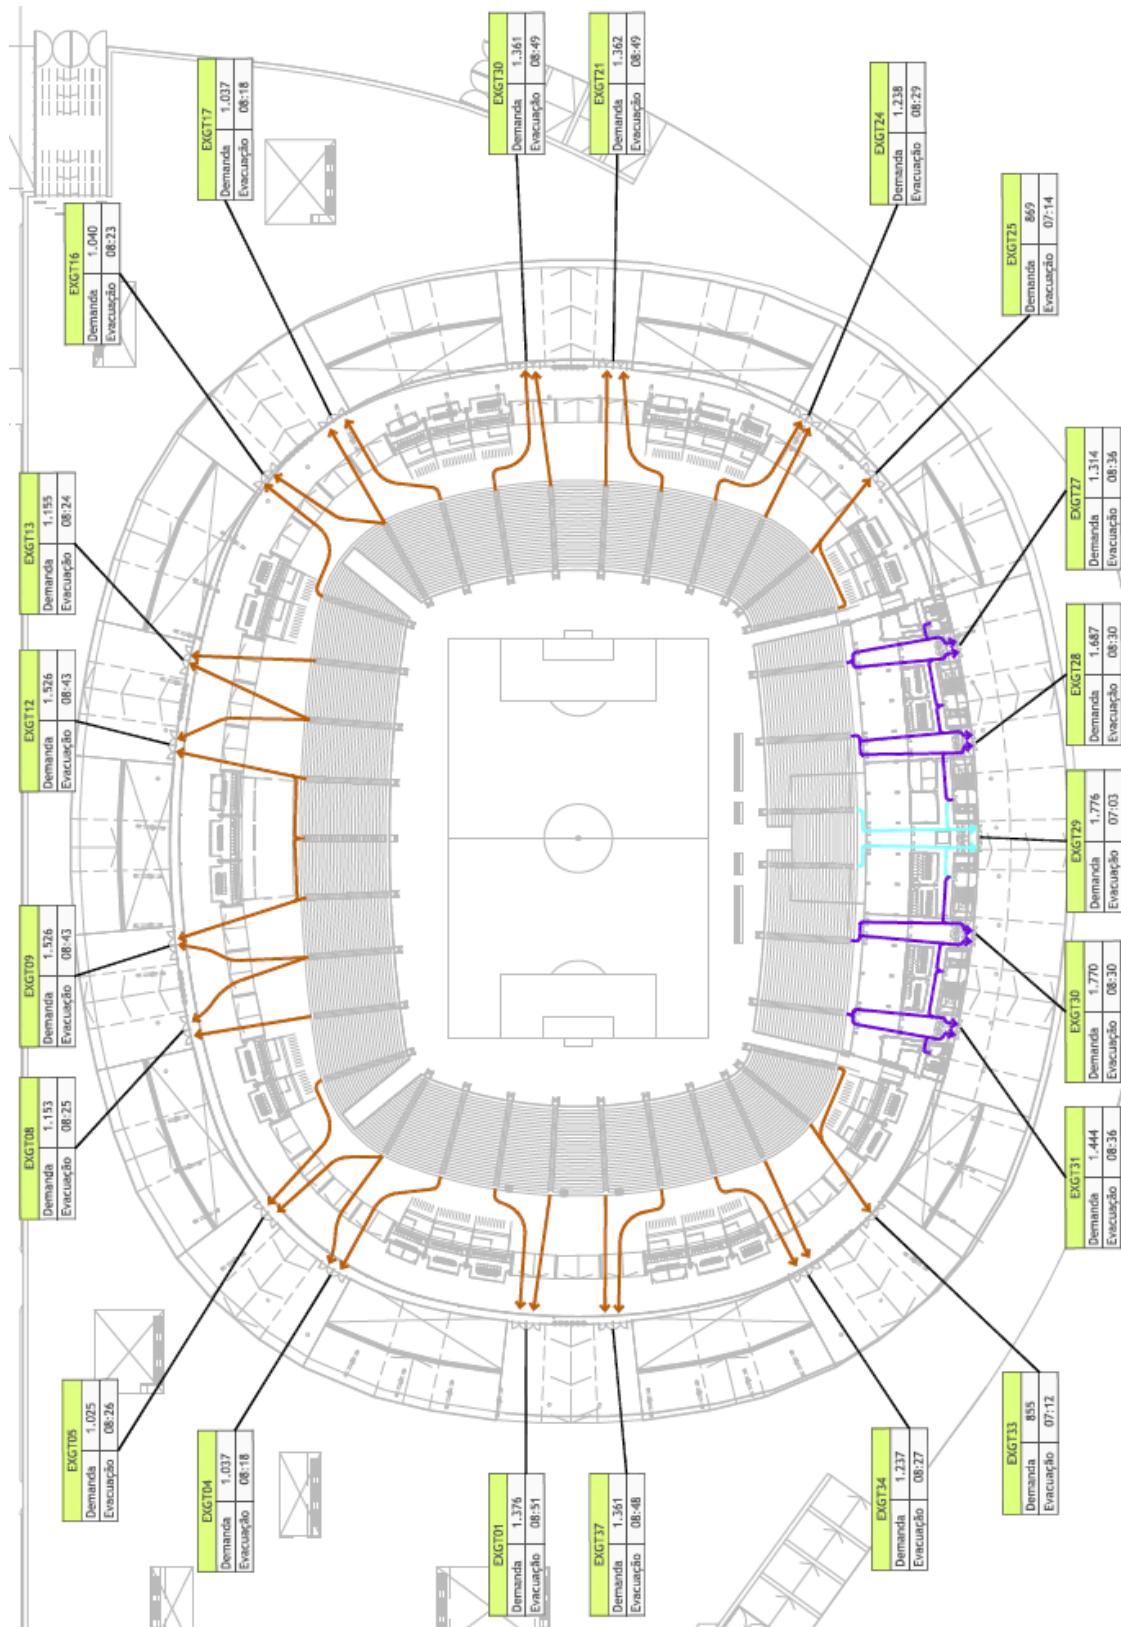 EXGT16
Demanda 1.040
Evacuação 08:23
EXGT17
Demanda 1.037
Evacuação 08:18
EXGT30
Demanda 1.361
Evacuação 08:49
EXGT21
Demanda 1.362
Evacuação 08:49
EXGT24
Demanda 1.238
Evacuação 08:29
EXGT25
Demanda 869
Evacuação 07:14
EXGT13
Demanda 1.155
Evacuação 08:24
EXGT12
Demanda 1.526
Evacuação 08:43
EXGT09
Demanda 1.526
Evacuação 08:43
EXGT08
Demanda 1.153
Evacuação 08:25
EXGT27
Demanda 1.314
Evacuação 08:36
EXGT28
Demanda 1.687
Evacuação 08:30
EXGT29
Demanda 1.776
Evacuação 07:03
EXGT30
Demanda 1.770
Evacuação 08:30
EXGT31
Demanda 1.444
Evacuação 08:36
EXGT05
Demanda 1.025
Evacuação 08:26
EXGT04
Demanda 1.037
Evacuação 08:18
EXGT01
Demanda 1.376
Evacuação 08:51
EXGT37
Demanda 1.361
Evacuação 08:48
EXGT34
Demanda 1.237
Evacuação 08:27
EXGT33
Demanda 855
Evacuação 07:12